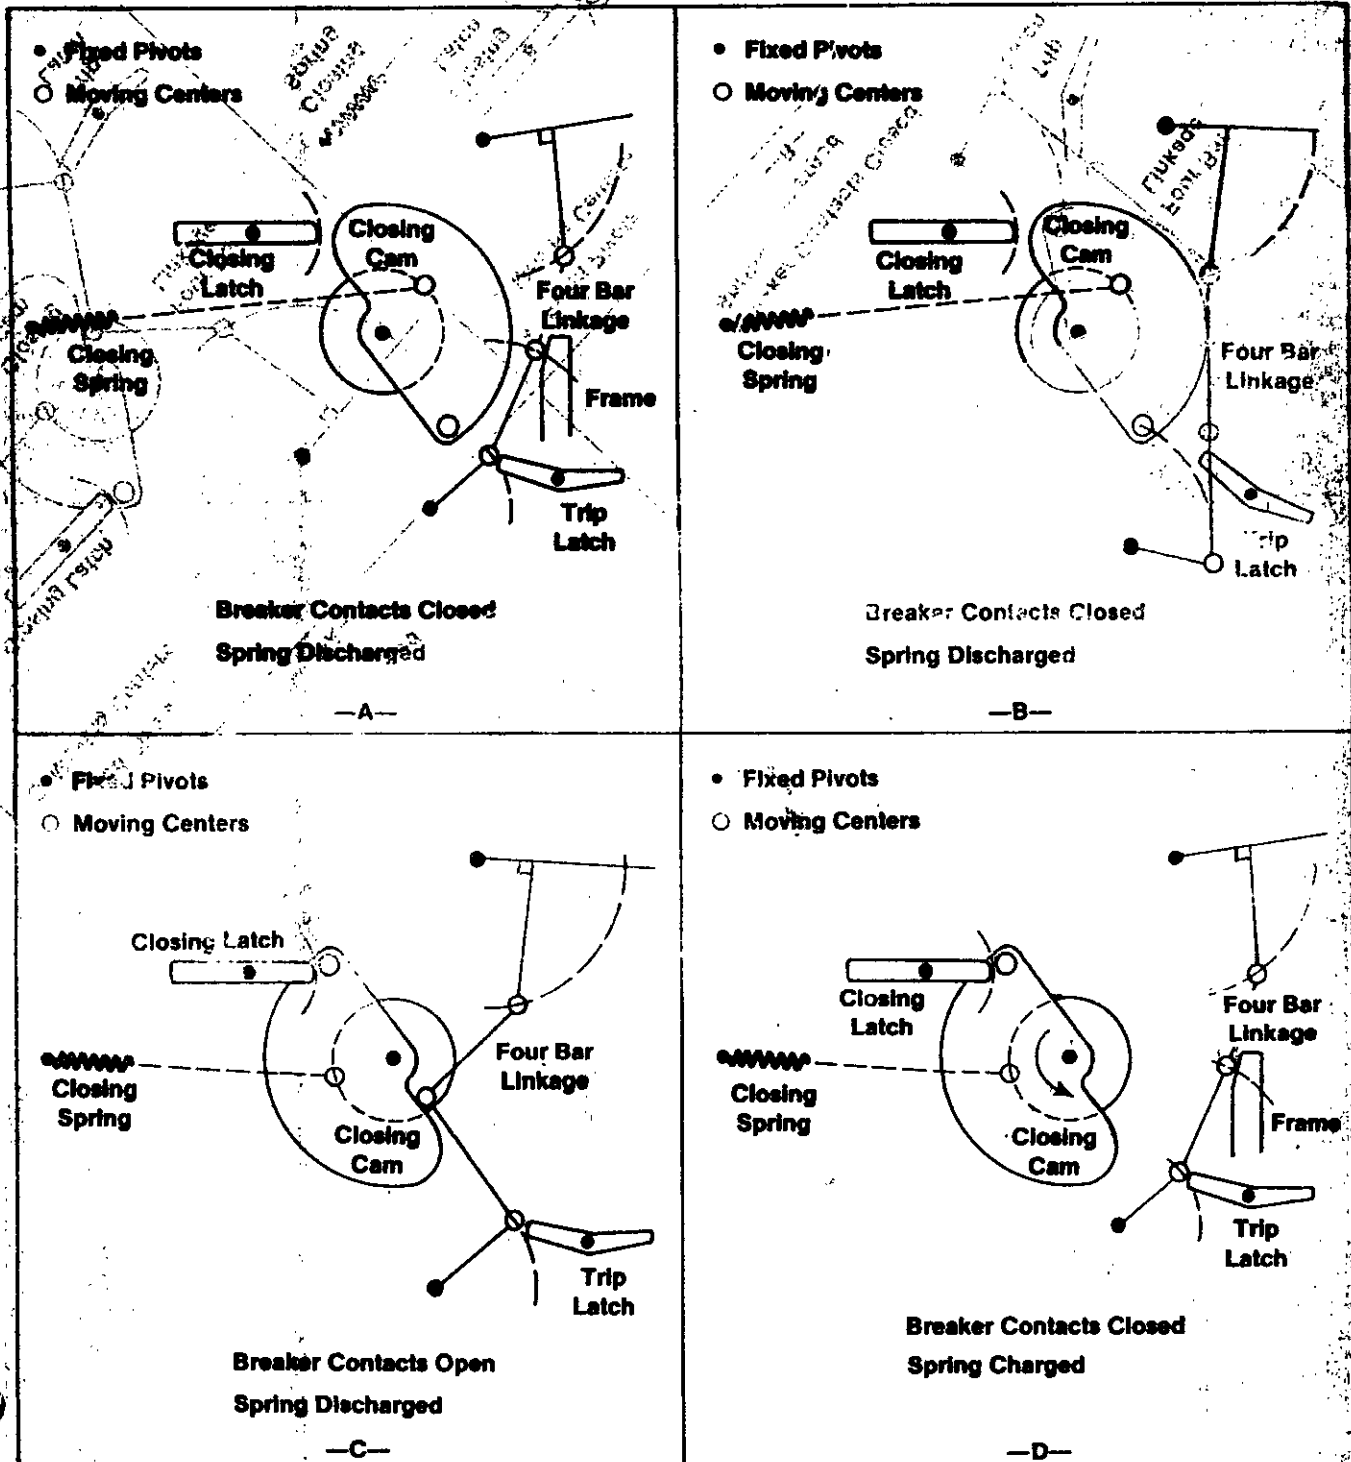 Fixed Pivots
Moving Centers
Closing
Latch
Closing
Cam
Four Bar
Linkage
Closing
Spring
Frame
Trip
Latch
Breaker Contacts Closed
Spring Discharged
—A—
Fixed Pivots
Moving Centers
Closing
Latch
Closing
Cam
Closing
Spring
Four Bar
Linkage
Trip
Latch
Breaker Contacts Closed
Spring Discharged
—B—
Fixed Pivots
Moving Centers
Closing Latch
Four Bar
Linkage
Closing
Spring
Closing
Cam
Trip
Latch
Breaker Contacts Open
Spring Discharged
—C—
Fixed Pivots
Moving Centers
Closing
Latch
Four Bar
Linkage
Closing
Spring
Closing
Cam
Frame
Trip
Latch
Breaker Contacts Closed
Spring Charged
—D—